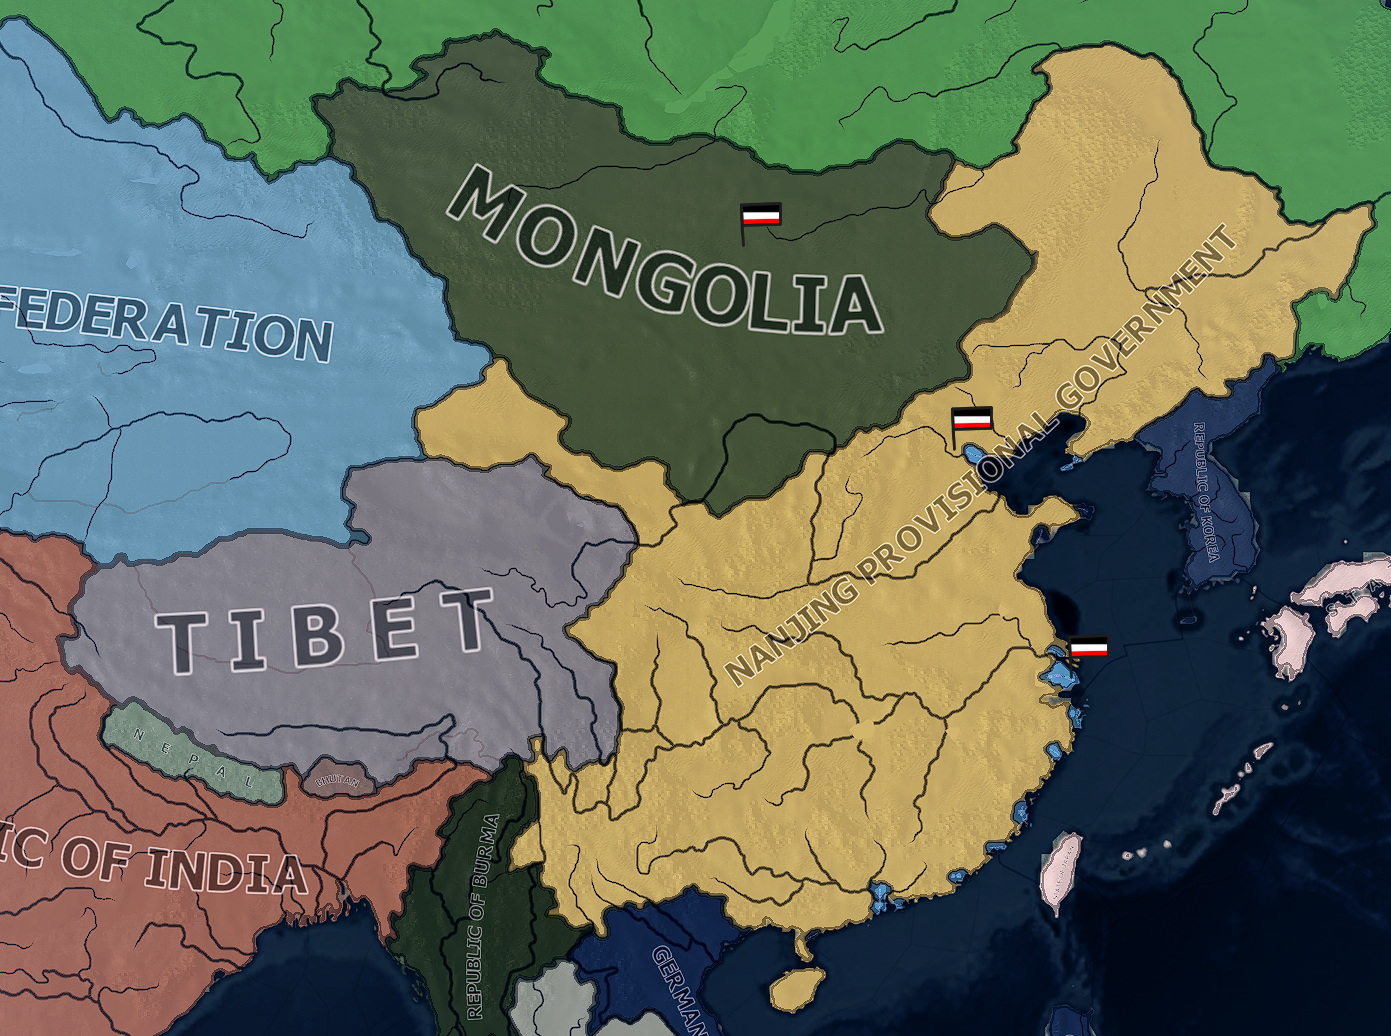 MONGOLIA
FEDERATION
NANJING PROVISIONAL GOVERNMENT
REPUBLIC OF KOREA
TIBET
NEPAL
BHUTAN
IC OF INDIA
REPUBLIC OF BURMA
GERMAN